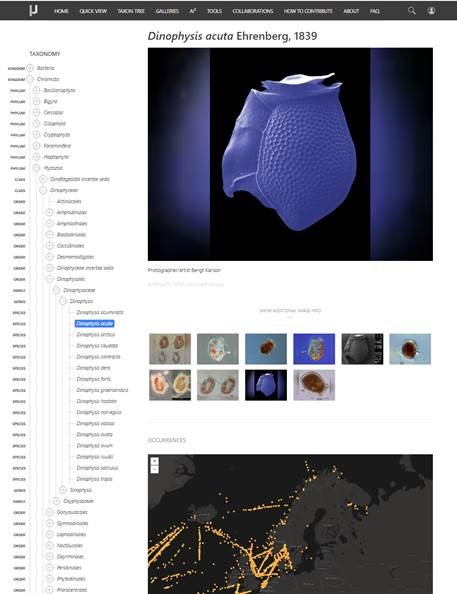 μ HOME QUICK VIEW TAXON TREE GALLERIES AI² TOOLS COLLABORATIONS HOW TO CONTRIBUTE ABOUT FAQ
Dinophysis acuta Ehrenberg, 1839
TAXONOMY
KINGDOM Bacteria
KINGDOM Chromista
PHYLUM Bacillariophyta
PHYLUM Bigyra
PHYLUM Cercozoa
PHYLUM Ciliophora
PHYLUM Cryptophyta
PHYLUM Foraminifera
PHYLUM Haptophyta
PHYLUM Myzozoa
CLASS Dinoflagellata incertae sedis
CLASS Dinophyceae
ORDER Actiniscales
ORDER Amphidiniales
ORDER Amphilothales
ORDER Blastodiniales
ORDER Coccidiniales
ORDER Desmomastigales
ORDER Dinophyceae incertae sedis
ORDER Dinophysales
FAMILY Dinophysaceae
GENUS Dinophysis
SPECIES Dinophysis acuminata
SPECIES Dinophysis acuta
SPECIES Dinophysis arctica
SPECIES Dinophysis caudata
SPECIES Dinophysis contracta
SPECIES Dinophysis dens
SPECIES Dinophysis fortii
SPECIES Dinophysis groenlandica
SPECIES Dinophysis hastata
SPECIES Dinophysis norvegica
SPECIES Dinophysis odiosa
SPECIES Dinophysis ovata
SPECIES Dinophysis ovum
SPECIES Dinophysis ruudii
SPECIES Dinophysis sacculus
SPECIES Dinophysis tripos
GENUS Sinophysis
FAMILY Oxyphysaceae
ORDER Gonyaulacales
ORDER Gymnodiniales
ORDER Lophodiniales
ORDER Noctilucales
ORDER Oxyrrhinales
ORDER Peridiniales
ORDER Phytodiniales
ORDER Prorocentrales
Photographer/artist Bengt Karlson
Artificially SEM coloured image
SHOW ADDITIONAL IMAGE INFO
OCCURRENCES
+
-